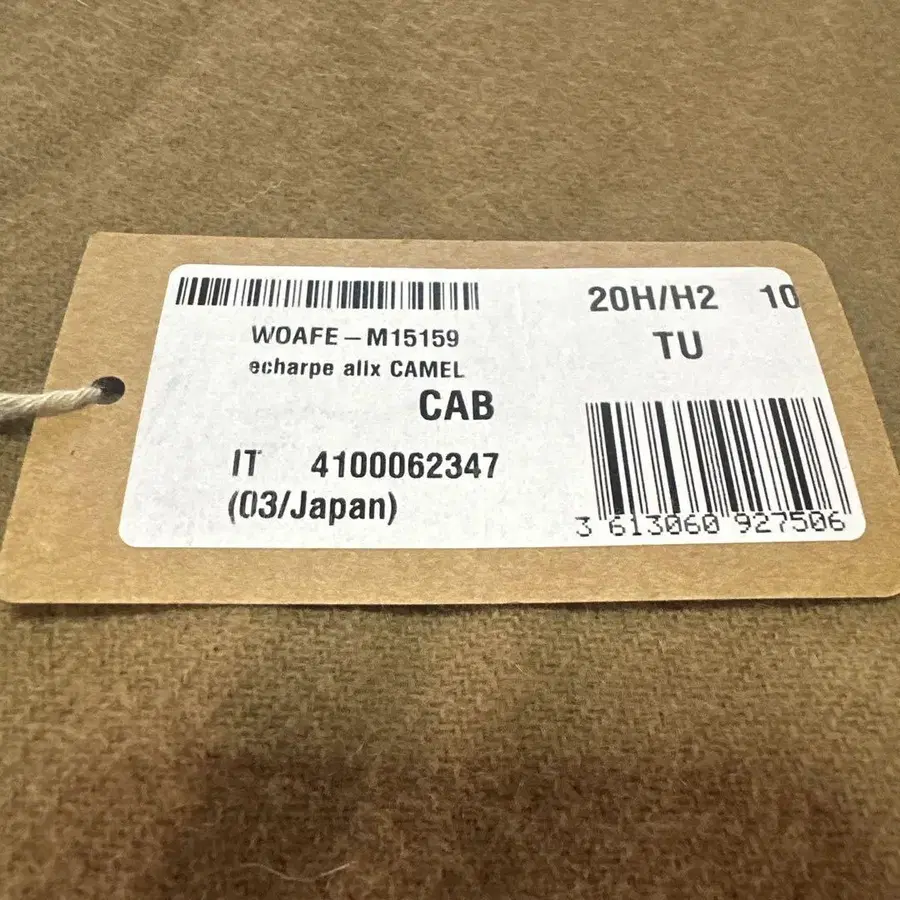 WOAFE-M15159
echarpe alix CAMEL
CAB
IT 4100062347
(03/Japan)
20H/H2 10
TU
3 613060 927506